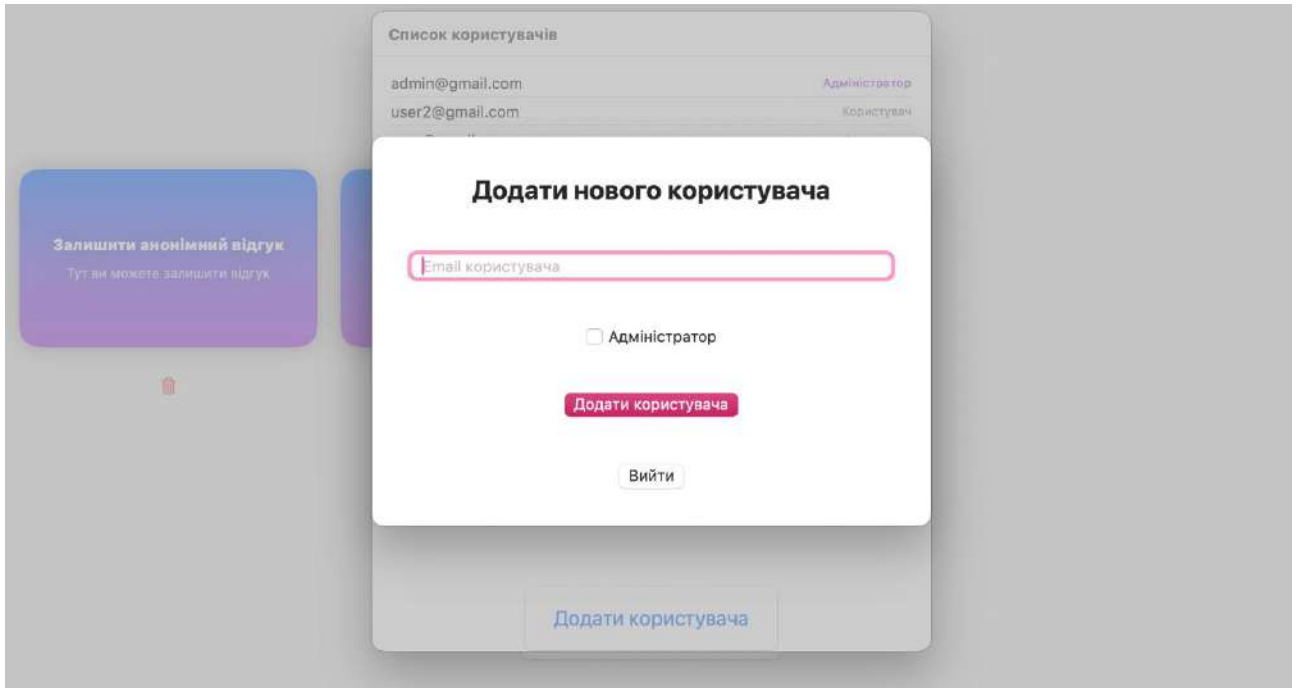 Список користувачів
admin@gmail.com Адміністратор
user2@gmail.com Користувач
Додати нового користувача
Залишити анонімний відгук
Тут ви можете залишити відгук
Email користувача
Адміністратор
Додати користувача
Вийти
Додати користувача